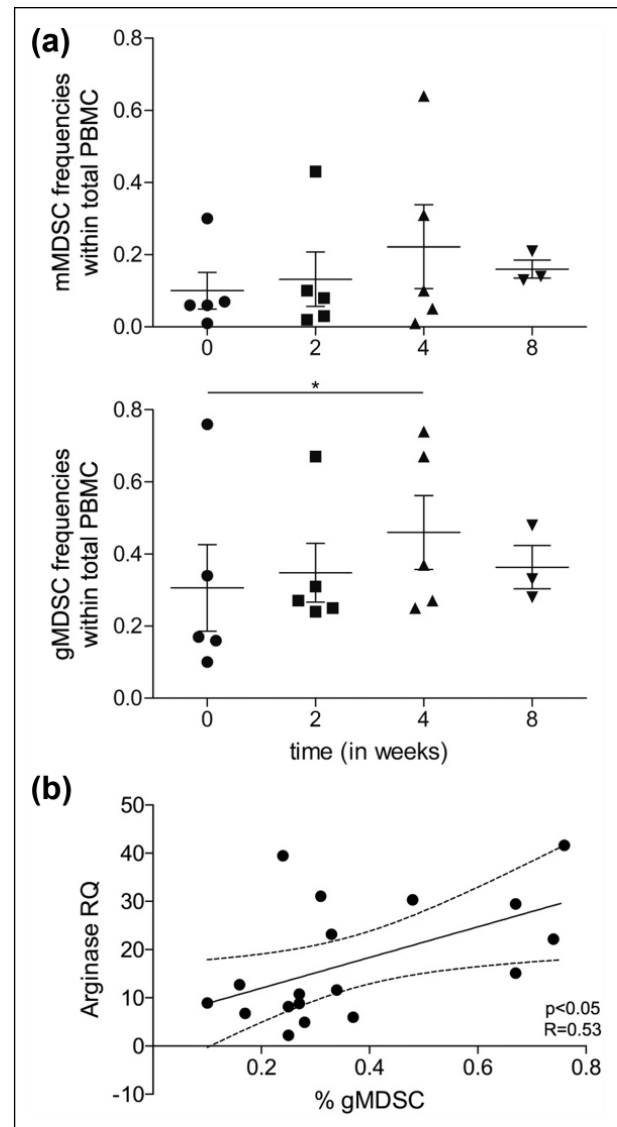 (a)
mMDSC frequencies
within total PBMC
0.8
0.6
0.4
0.2
0.0
0 2 4 8
*
gMDSC frequencies
within total PBMC
0.8
0.6
0.4
0.2
0.0
0 2 4 8
time (in weeks)
(b)
Arginase RQ
50
40
30
20
10
0
-10
p<0.05
R=0.53
0.2 0.4 0.6 0.8
% gMDSC